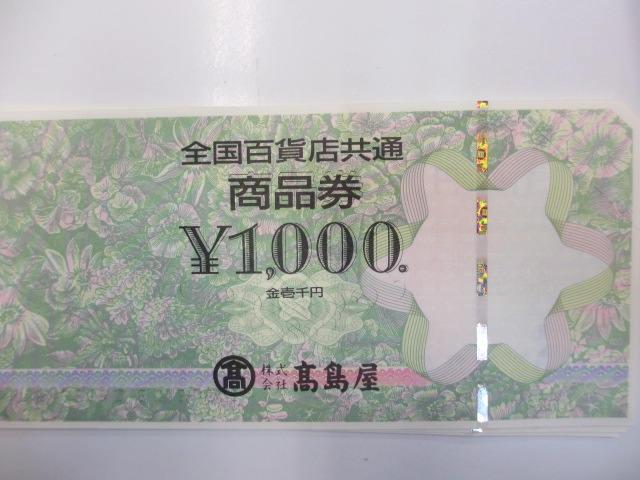 全国百貨店共通
商品券
¥1,000。
金壱千円
髙 株式会社 髙島屋